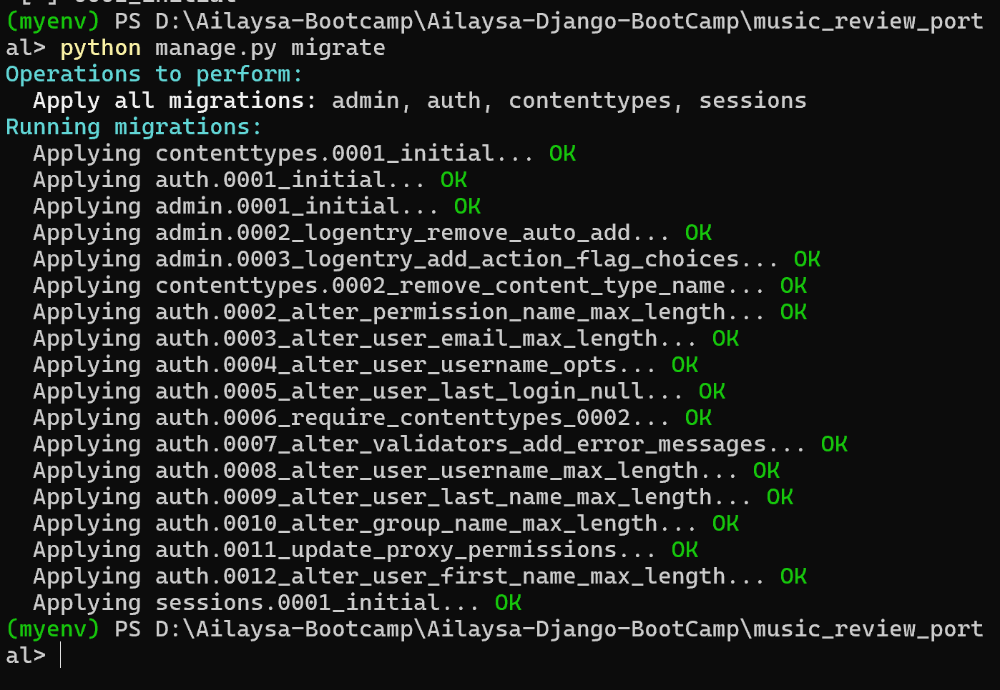 [ ] 0001_initial
(myenv) PS D:\Ailaysa-Bootcamp\Ailaysa-Django-BootCamp\music_review_port
al> python manage.py migrate
Operations to perform:
  Apply all migrations: admin, auth, contenttypes, sessions
Running migrations:
  Applying contenttypes.0001_initial... OK
  Applying auth.0001_initial... OK
  Applying admin.0001_initial... OK
  Applying admin.0002_logentry_remove_auto_add... OK
  Applying admin.0003_logentry_add_action_flag_choices... OK
  Applying contenttypes.0002_remove_content_type_name... OK
  Applying auth.0002_alter_permission_name_max_length... OK
  Applying auth.0003_alter_user_email_max_length... OK
  Applying auth.0004_alter_user_username_opts... OK
  Applying auth.0005_alter_user_last_login_null... OK
  Applying auth.0006_require_contenttypes_0002... OK
  Applying auth.0007_alter_validators_add_error_messages... OK
  Applying auth.0008_alter_user_username_max_length... OK
  Applying auth.0009_alter_user_last_name_max_length... OK
  Applying auth.0010_alter_group_name_max_length... OK
  Applying auth.0011_update_proxy_permissions... OK
  Applying auth.0012_alter_user_first_name_max_length... OK
  Applying sessions.0001_initial... OK
(myenv) PS D:\Ailaysa-Bootcamp\Ailaysa-Django-BootCamp\music_review_port
al>